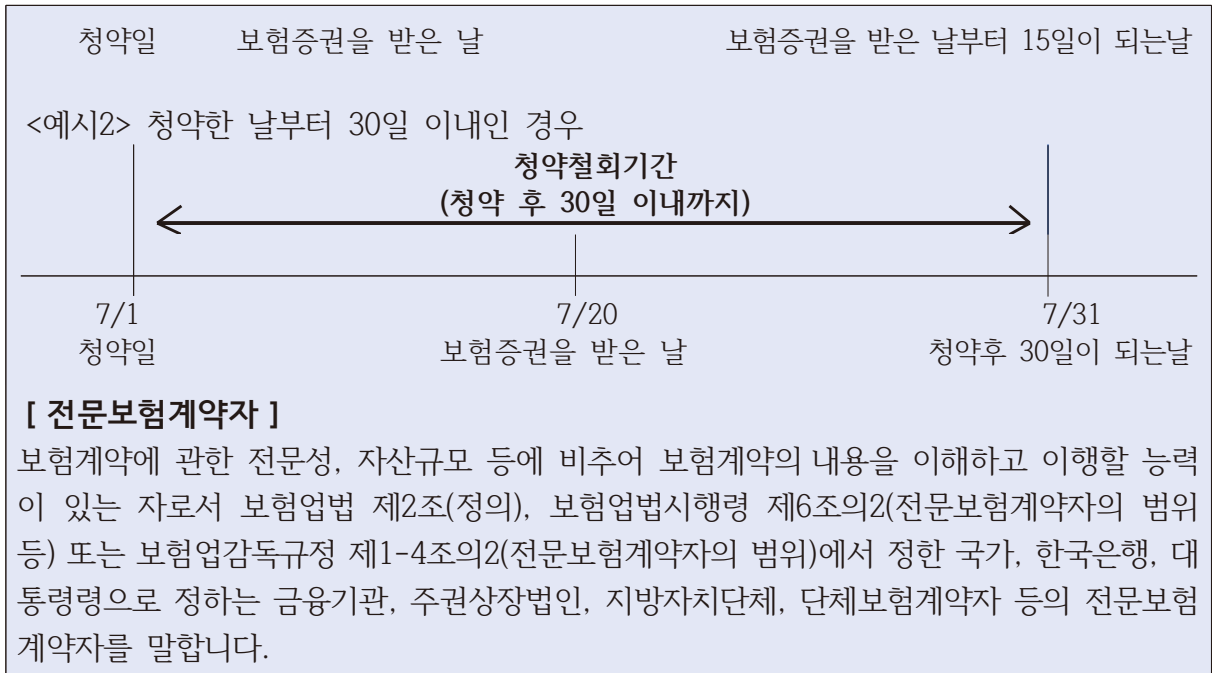 청약일 보험증권을 받은 날 보험증권을 받은 날부터 15일이 되는날
<예시2> 청약한 날부터 30일 이내인 경우
청약철회기간
(청약 후 30일 이내까지)
7/1 7/20 7/31
청약일 보험증권을 받은 날 청약후 30일이 되는날
[ 전문보험계약자 ]
보험계약에 관한 전문성, 자산규모 등에 비추어 보험계약의 내용을 이해하고 이행할 능력
이 있는 자로서 보험업법 제2조(정의), 보험업법시행령 제6조의2(전문보험계약자의 범위
등) 또는 보험업감독규정 제1-4조의2(전문보험계약자의 범위)에서 정한 국가, 한국은행, 대
통령령으로 정하는 금융기관, 주권상장법인, 지방자치단체, 단체보험계약자 등의 전문보험
계약자를 말합니다.